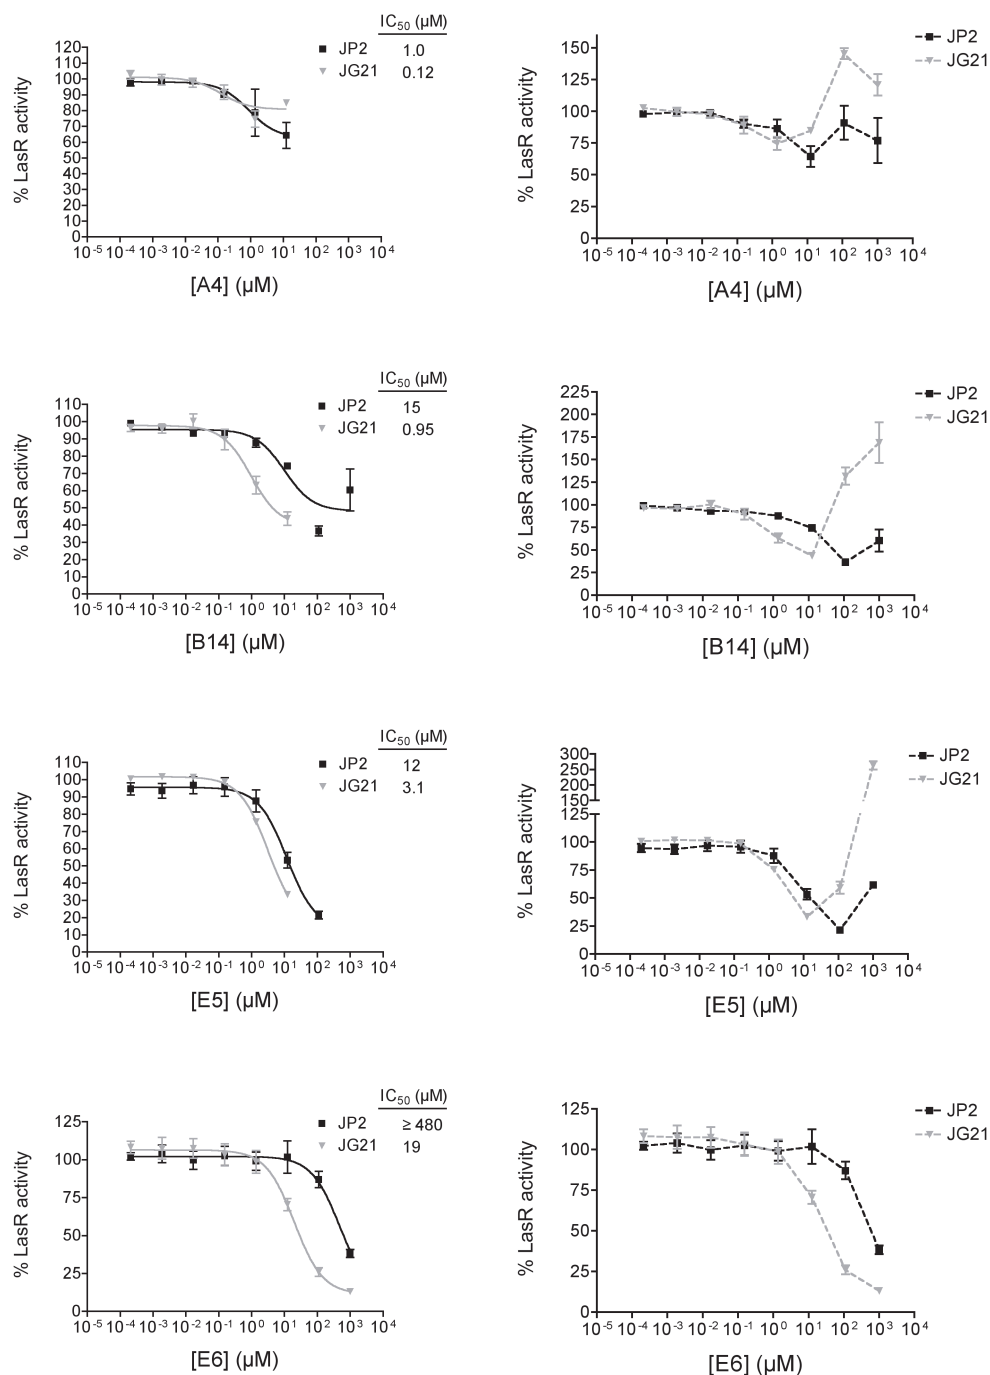 IC50 (µM)
JP2 1.0
JG21 0.12
120
110
100
90
80
70
60
50
40
30
20
10
0
% LasR activity
10-5 10-4 10-3 10-2 10-1 100 101 102 103 104
[A4] (µM)
JP2
JG21
150
125
100
75
50
25
0
% LasR activity
10-5 10-4 10-3 10-2 10-1 100 101 102 103 104
[A4] (µM)
IC50 (µM)
JP2 15
JG21 0.95
110
100
90
80
70
60
50
40
30
20
10
0
% LasR activity
10-5 10-4 10-3 10-2 10-1 100 101 102 103 104
[B14] (µM)
JP2
JG21
225
200
175
150
125
100
75
50
25
0
% LasR activity
10-5 10-4 10-3 10-2 10-1 100 101 102 103 104
[B14] (µM)
IC50 (µM)
JP2 12
JG21 3.1
110
100
90
80
70
60
50
40
30
20
10
0
% LasR activity
10-5 10-4 10-3 10-2 10-1 100 101 102 103 104
[E5] (µM)
JP2
JG21
300
250
200
150
125
100
75
50
25
0
% LasR activity
10-5 10-4 10-3 10-2 10-1 100 101 102 103 104
[E5] (µM)
IC50 (µM)
JP2 ≥ 480
JG21 19
125
100
75
50
25
0
% LasR activity
10-5 10-4 10-3 10-2 10-1 100 101 102 103 104
[E6] (µM)
JP2
JG21
125
100
75
50
25
0
% LasR activity
10-5 10-4 10-3 10-2 10-1 100 101 102 103 104
[E6] (µM)